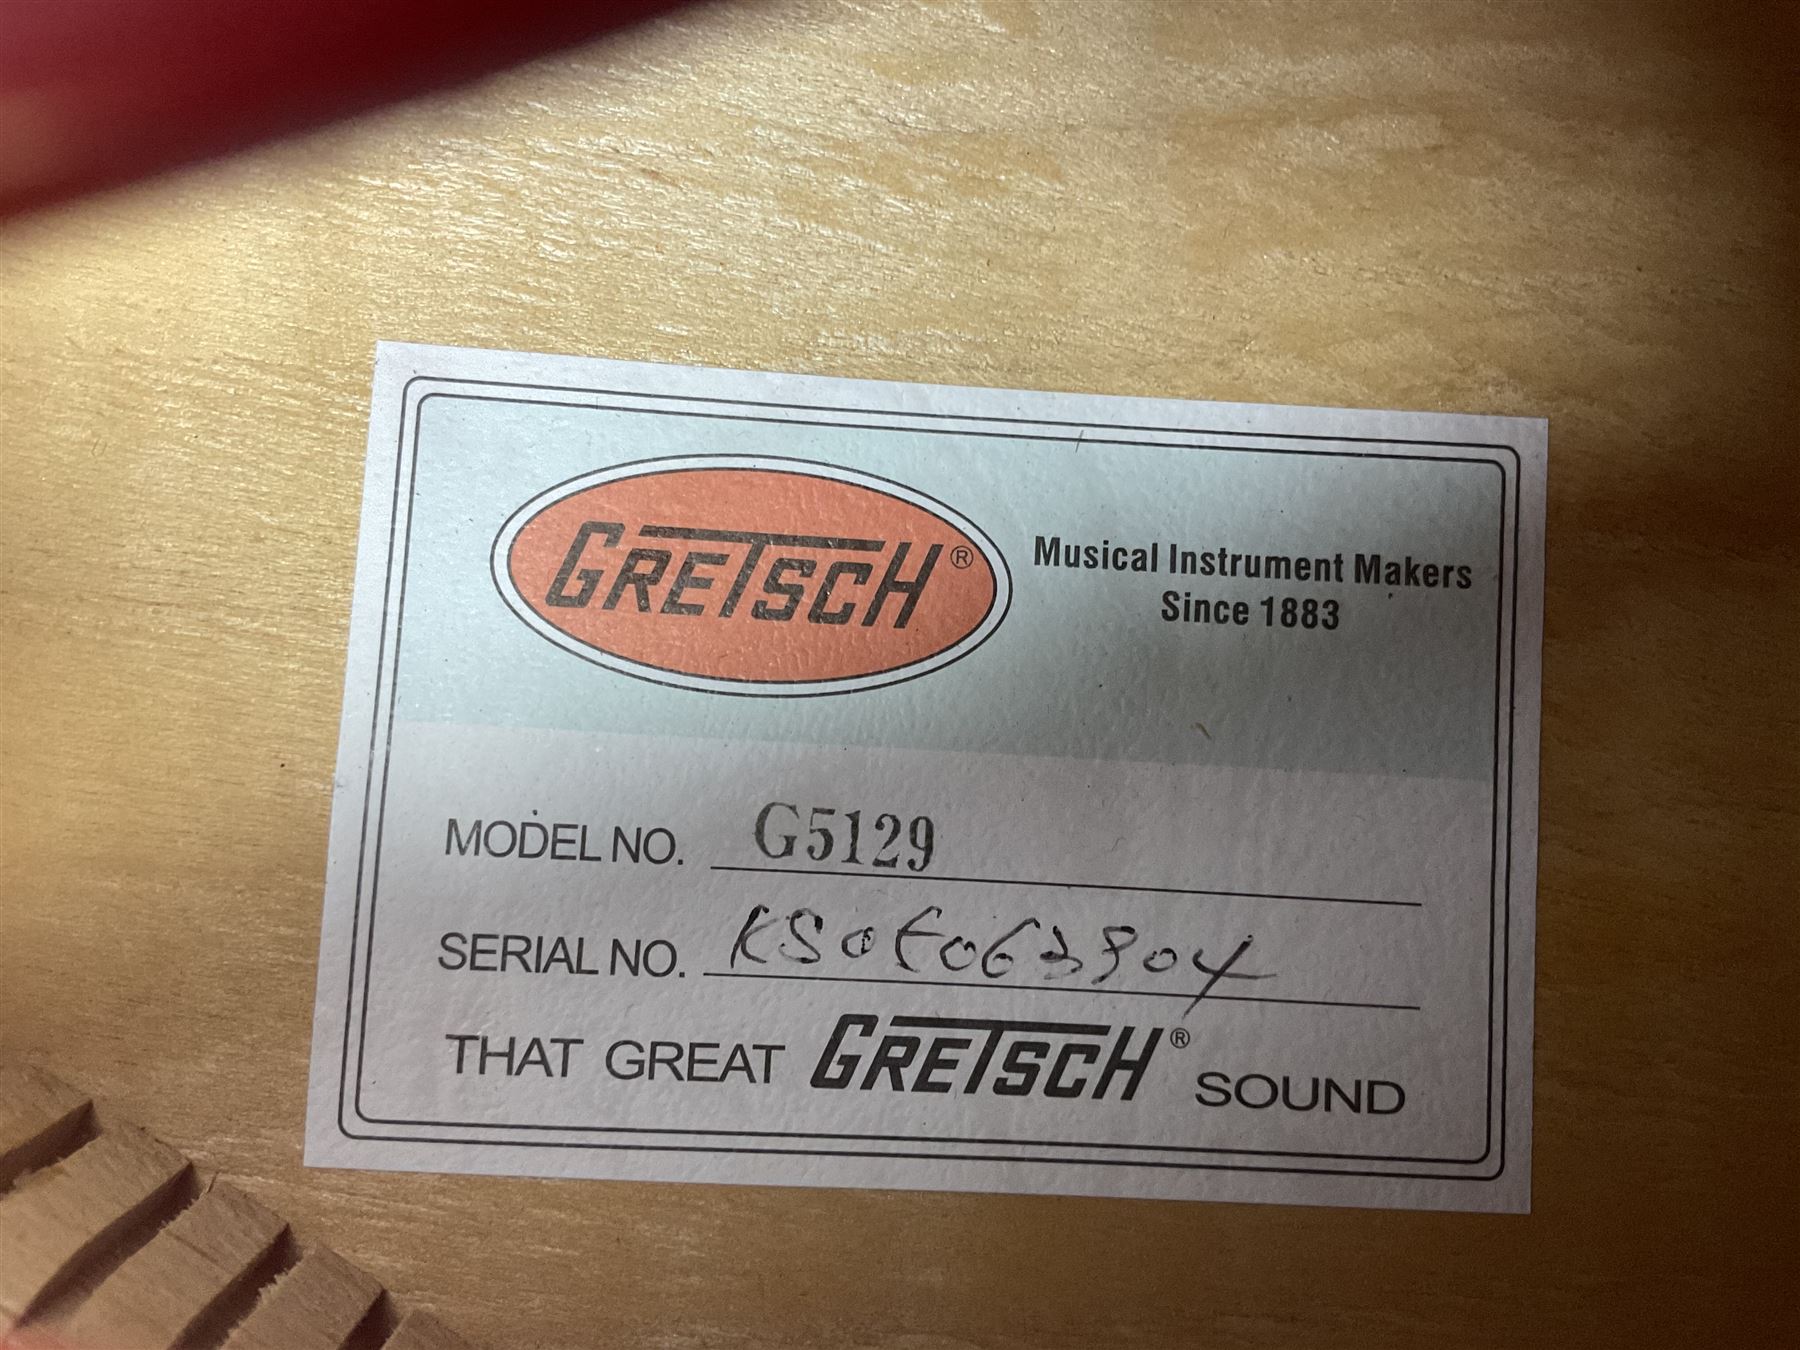 GRETSCH®
Musical Instrument Makers
Since 1883
MODEL NO. G5129
SERIAL NO.
THAT GREAT GRETSCH® SOUND